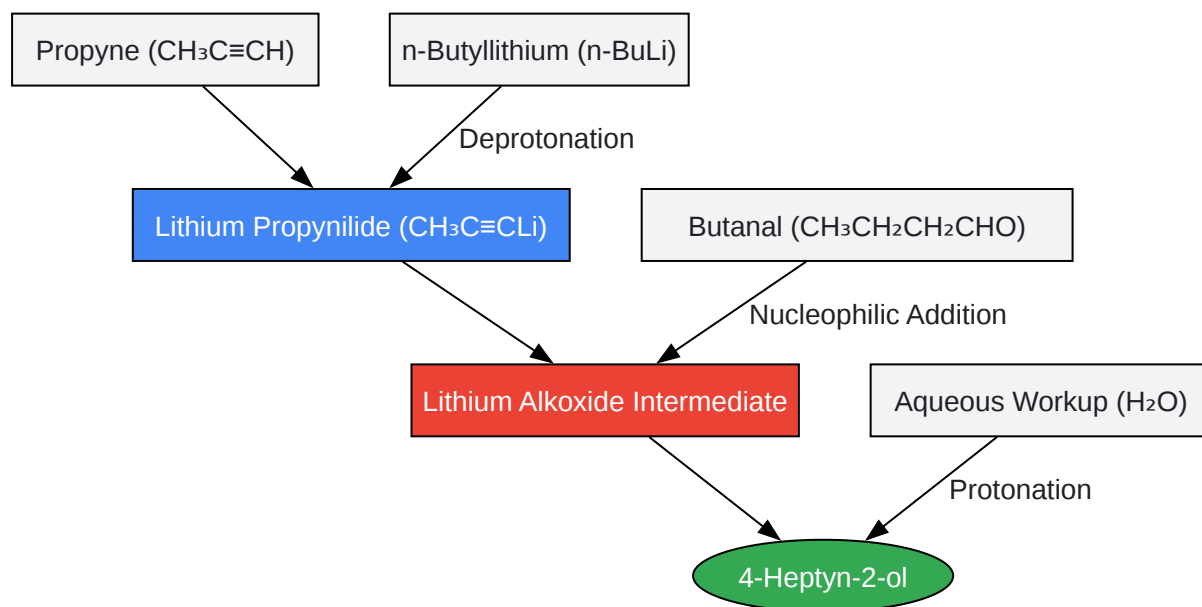 Propyne (CH₃C≡CH)
n-Butyllithium (n-BuLi)
Deprotonation
Lithium Propynilide (CH₃C≡CLi)
Butanal (CH₃CH₂CH₂CHO)
Nucleophilic Addition
Lithium Alkoxide Intermediate
Aqueous Workup (H₂O)
Protonation
4-Heptyn-2-ol